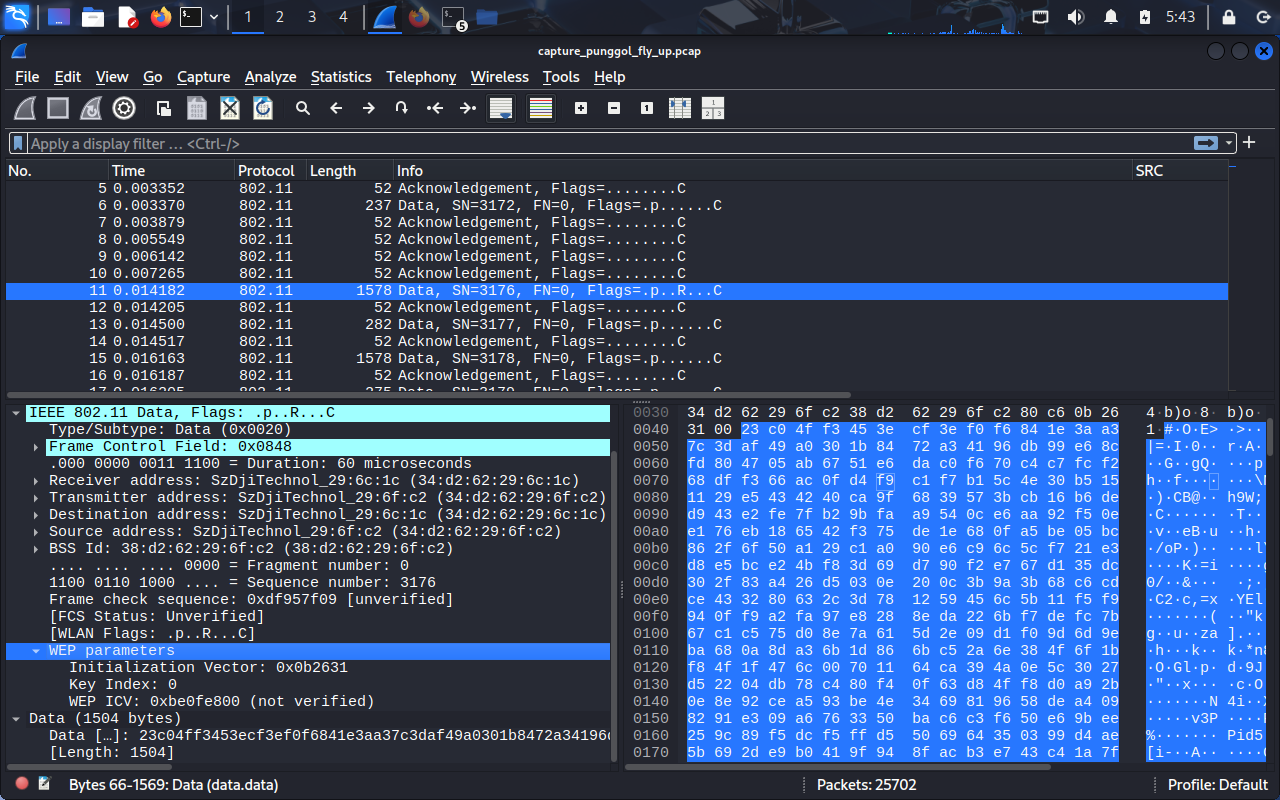 1 2 3 4 5 5:43
capture_punggol_fly_up.pcap
File Edit View Go Capture Analyze Statistics Telephony Wireless Tools Help
Apply a display filter … <Ctrl-/>
No. Time Protocol Length Info SRC
5 0.003352 802.11 52 Acknowledgement, Flags=........C
6 0.003370 802.11 237 Data, SN=3172, FN=0, Flags=.p......C
7 0.003879 802.11 52 Acknowledgement, Flags=........C
8 0.005549 802.11 52 Acknowledgement, Flags=........C
9 0.006142 802.11 52 Acknowledgement, Flags=........C
10 0.007265 802.11 52 Acknowledgement, Flags=........C
11 0.014182 802.11 1578 Data, SN=3176, FN=0, Flags=.p..R...C
12 0.014205 802.11 52 Acknowledgement, Flags=........C
13 0.014500 802.11 282 Data, SN=3177, FN=0, Flags=.p......C
14 0.014517 802.11 52 Acknowledgement, Flags=........C
15 0.016163 802.11 1578 Data, SN=3178, FN=0, Flags=.p......C
16 0.016187 802.11 52 Acknowledgement, Flags=........C
IEEE 802.11 Data, Flags: .p..R...C
Type/Subtype: Data (0x0020)
Frame Control Field: 0x0848
.000 0000 0011 1100 = Duration: 60 microseconds
Receiver address: SzDjiTechnol_29:6c:1c (34:d2:62:29:6c:1c)
Transmitter address: SzDjiTechnol_29:6f:c2 (34:d2:62:29:6f:c2)
Destination address: SzDjiTechnol_29:6c:1c (34:d2:62:29:6c:1c)
Source address: SzDjiTechnol_29:6f:c2 (34:d2:62:29:6f:c2)
BSS Id: 38:d2:62:29:6f:c2 (38:d2:62:29:6f:c2)
.... .... .... 0000 = Fragment number: 0
1100 0110 1000 .... = Sequence number: 3176
Frame check sequence: 0xdf957f09 [unverified]
[FCS Status: Unverified]
[WLAN Flags: .p..R...C]
WEP parameters
Initialization Vector: 0x0b2631
Key Index: 0
WEP ICV: 0xbe0fe800 (not verified)
Data (1504 bytes)
Data […]: 23c04ff3453ecf3ef0f6841e3aa37c3daf49a0301b8472a34196
[Length: 1504]
0030 34 d2 62 29 6f c2 38 d2 62 29 6f c2 80 c6 0b 26 4·b)o·8· b)o·
0040 31 00 23 c0 4f f3 45 3e cf 3e f0 f6 84 1e 3a a3 1·#·O·E> ·>··
0050 7c 3d af 49 a0 30 1b 84 72 a3 41 96 db 99 e6 8c |=·I·0·· r·A·
0060 fd 80 47 05 ab 67 51 e6 da c0 f6 70 c4 c7 fc f2 ··G··gQ· ···p
0070 68 df f3 66 ac 0f d4 f9 c1 f7 b1 5c 4e 30 b5 15 h··f···· ···\N
0080 11 29 e5 43 42 40 ca 9f 68 39 57 3b cb 16 b6 de ·)·CB@·· h9W;
0090 d9 43 e2 fe 7f b2 9b fa a9 54 0c e6 aa 92 f5 0e ·C······ ·T··
00a0 e1 76 eb 18 65 42 f3 75 de 1e 68 0f a5 be 05 bf ·v··eB·u ··h·
00b0 86 2f 6f 50 a1 29 c1 a0 90 e6 c9 6c 5c f7 21 e3 ·/oP·)·· ···l\
00c0 d8 e5 bc e2 4b f8 3d 69 d7 90 f2 e7 67 d1 35 dc ····K·=i ····g
00d0 30 2f 83 a4 26 d5 03 0e 20 0c 3b 9a 3b 68 c6 cd 0/··&··· ·;·
00e0 ce 43 32 80 63 2c 3d 78 12 59 45 6c 5b 11 f5 f9 ·C2·c,=x ·YEl
00f0 94 0f f9 a2 fa 97 e8 28 8e da 22 6b f7 de fc 7b ·······( ··"k
0100 67 c1 c5 75 d0 8e 7a 61 5d 2e 09 d1 f0 9d 6d 9e g··u··za ].··
0110 ba 68 0a 8d a3 6b 1d 86 6b c5 2a 6e 38 4f 6f 1b ·h···k·· k·*n8
0120 f8 4f 1f 47 6c 00 70 11 64 ca 39 4a 0e 5c 30 27 ·O·Gl·p· d·9J
0130 d5 22 04 db 78 c4 80 f4 0f 63 d8 4f f8 d0 a9 2b ·"··x··· ·c·O
0140 0e 8e 92 ce a5 93 be 4e 34 69 81 96 58 de a4 09 ·······N 4i··X
0150 82 91 e3 09 a6 76 33 50 ba c6 c3 f6 50 e6 9b ee ·····v3P ····P
0160 25 9c 89 f5 dc f5 ff d5 50 69 64 35 03 99 d4 ae %······· Pid5
0170 5b 69 2d e9 b0 41 9f 94 8f ac b3 e7 43 c4 1a 7f [i-··A·· ····C
Bytes 66-1569: Data (data.data) Packets: 25702 Profile: Default